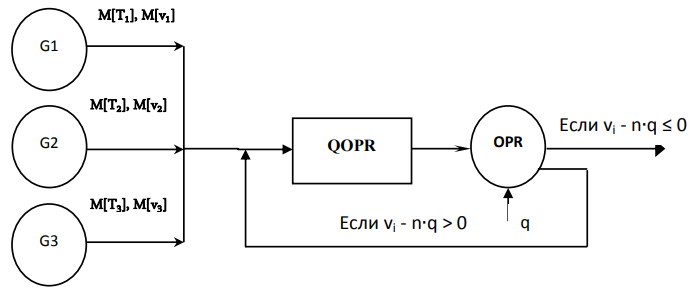 M[T₁], M[v₁]
G1
M[T₂], M[v₂]
G2
QOPR
OPR
Если vᵢ - n·q ≤ 0
M[T₃], M[v₃]
Если vᵢ - n·q > 0
q
G3